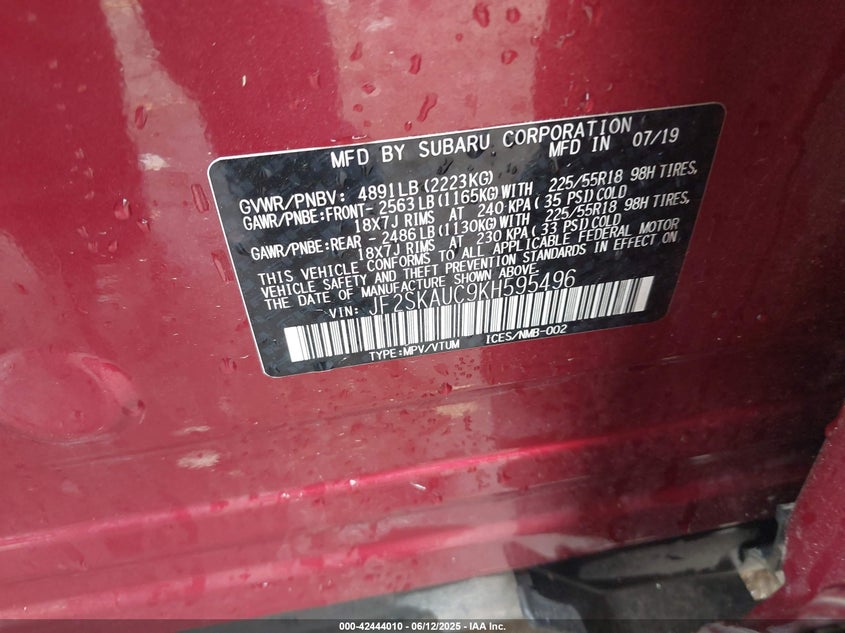 MFD BY SUBARU CORPORATION
MFD IN 07/19
GVWR/PNBV: 4891LB(2223KG)
GAWR/PNBE:FRONT-2563LB(1165KG)WITH 225/55R18 98H TIRES,
18X7J RIMS AT 240 KPA(35 PSI)COLD
GAWR/PNBE:REAR -2486LB(1130KG)WITH 225/55R18 98H TIRES,
18X7J RIMS AT 230 KPA(33 PSI)COLD
THIS VEHICLE CONFORMS TO ALL APPLICABLE FEDERAL MOTOR
VEHICLE SAFETY AND THEFT PREVENTION STANDARDS IN EFFECT ON
THE DATE OF MANUFACTURE SHOWN ABOVE.
VIN: JF2SKAUC9KH595496
TYPE:MPV/VTUM ICES/NMB-002
000-42444010 - 06/12/2025 - IAA Inc.